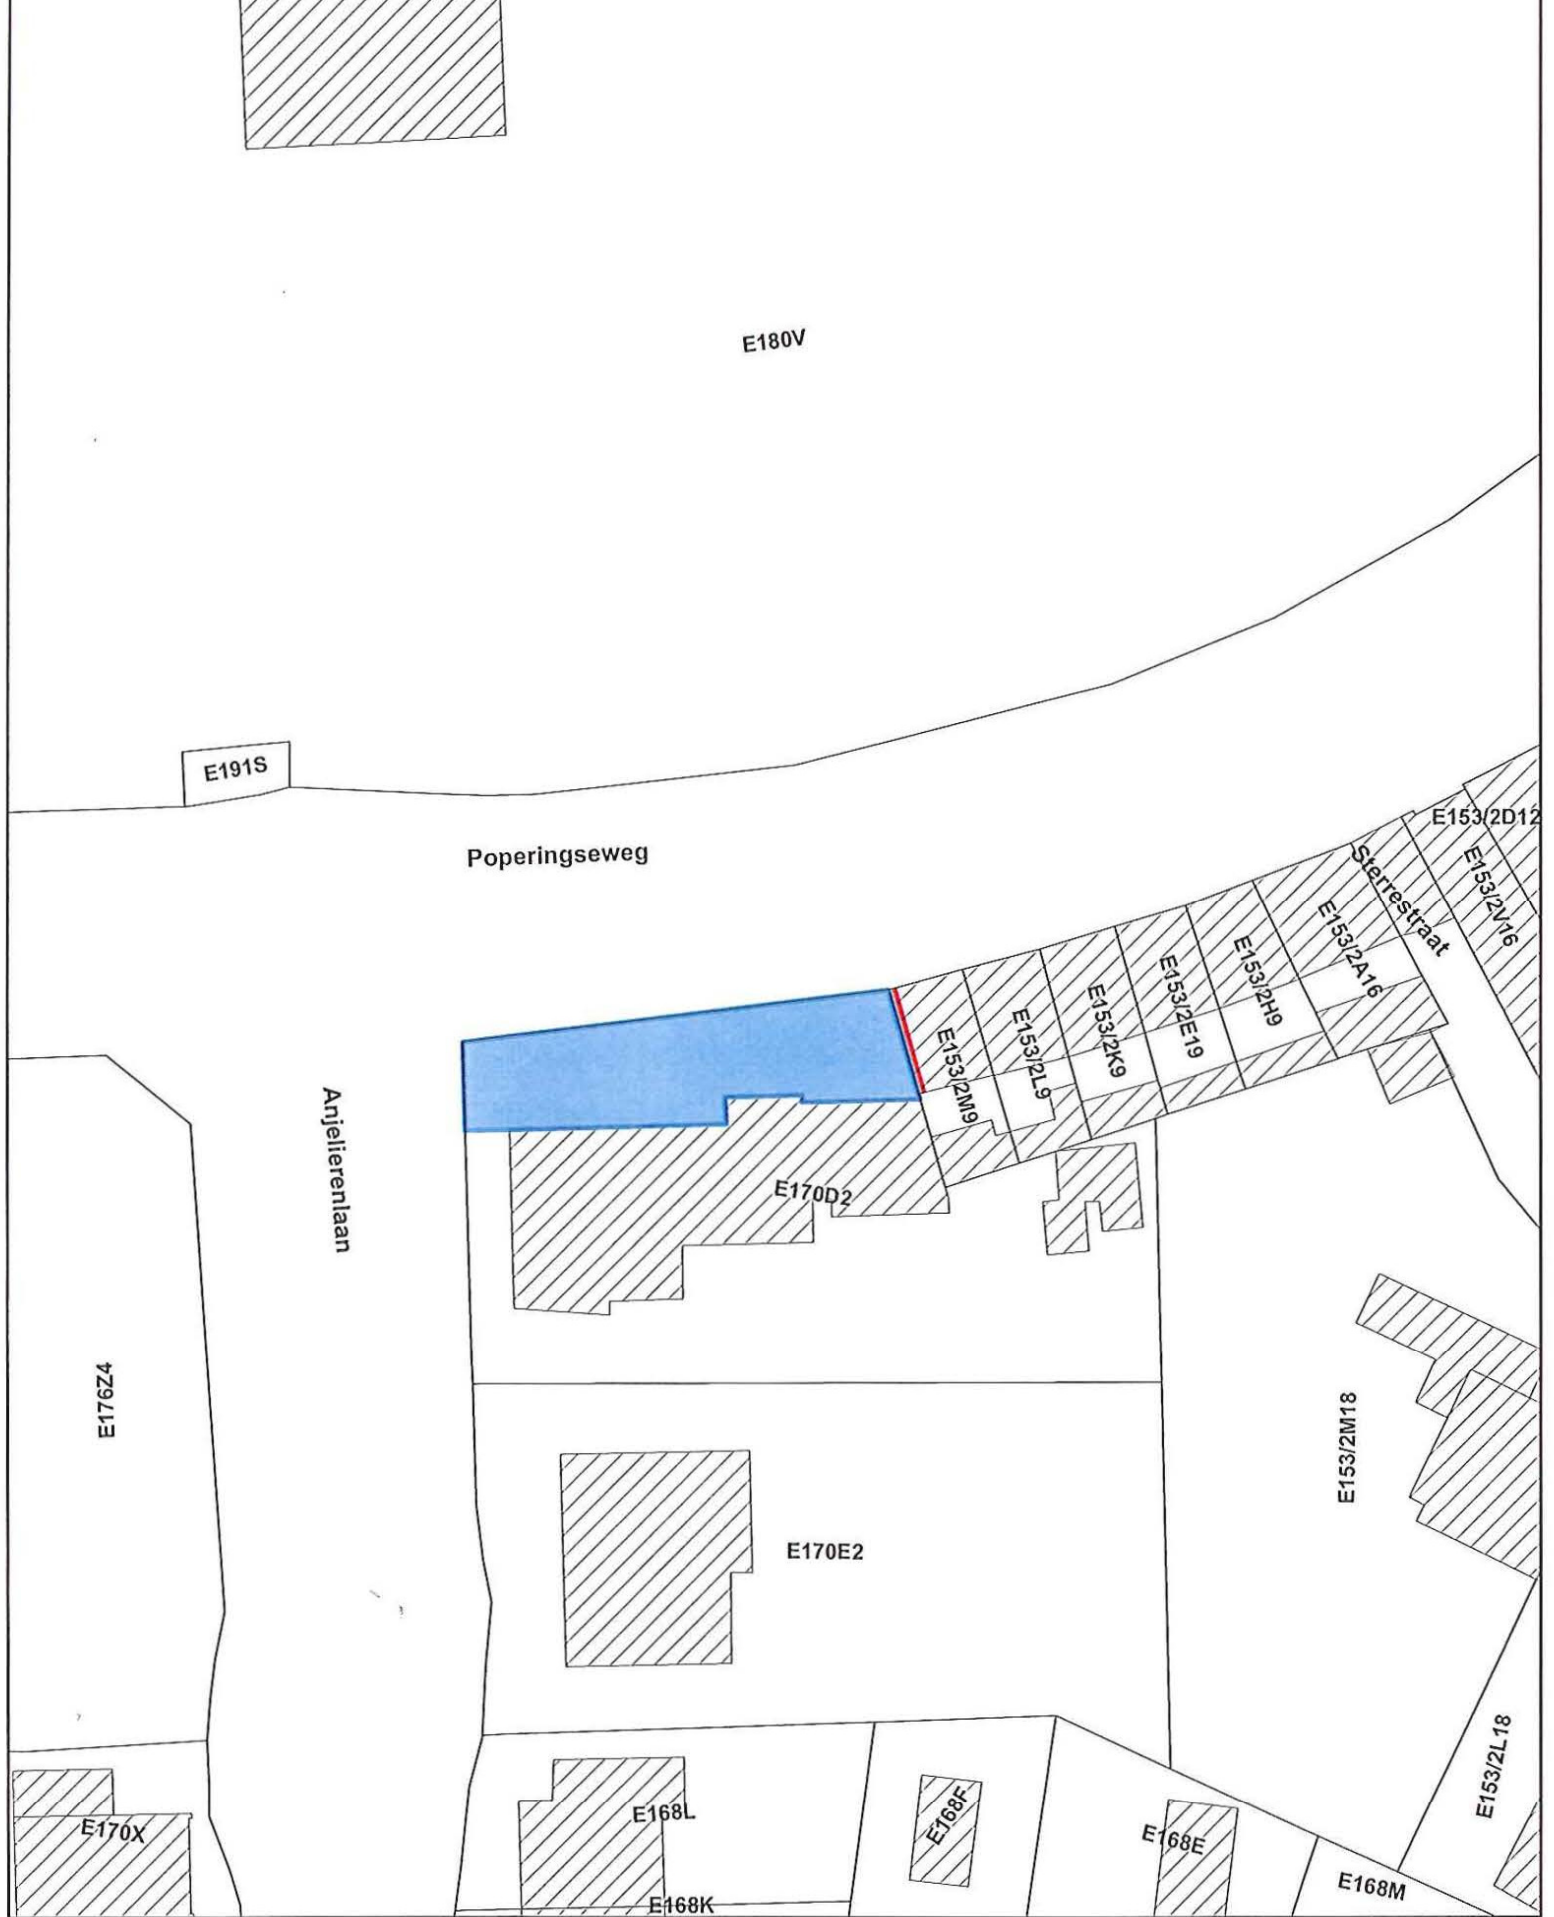 E180V
E191S
Poperingseweg
E153/2D12
E153/2V16
Sterrestraat
E153/2A16
E153/2H9
E153/2E19
E153/2K9
E153/2L9
E153/2M9
Anjelierenlaan
E170D2
E176Z4
E153/2M18
E170E2
E153/2L18
E170X
E168L
E168F
E168E
E168M
E168K